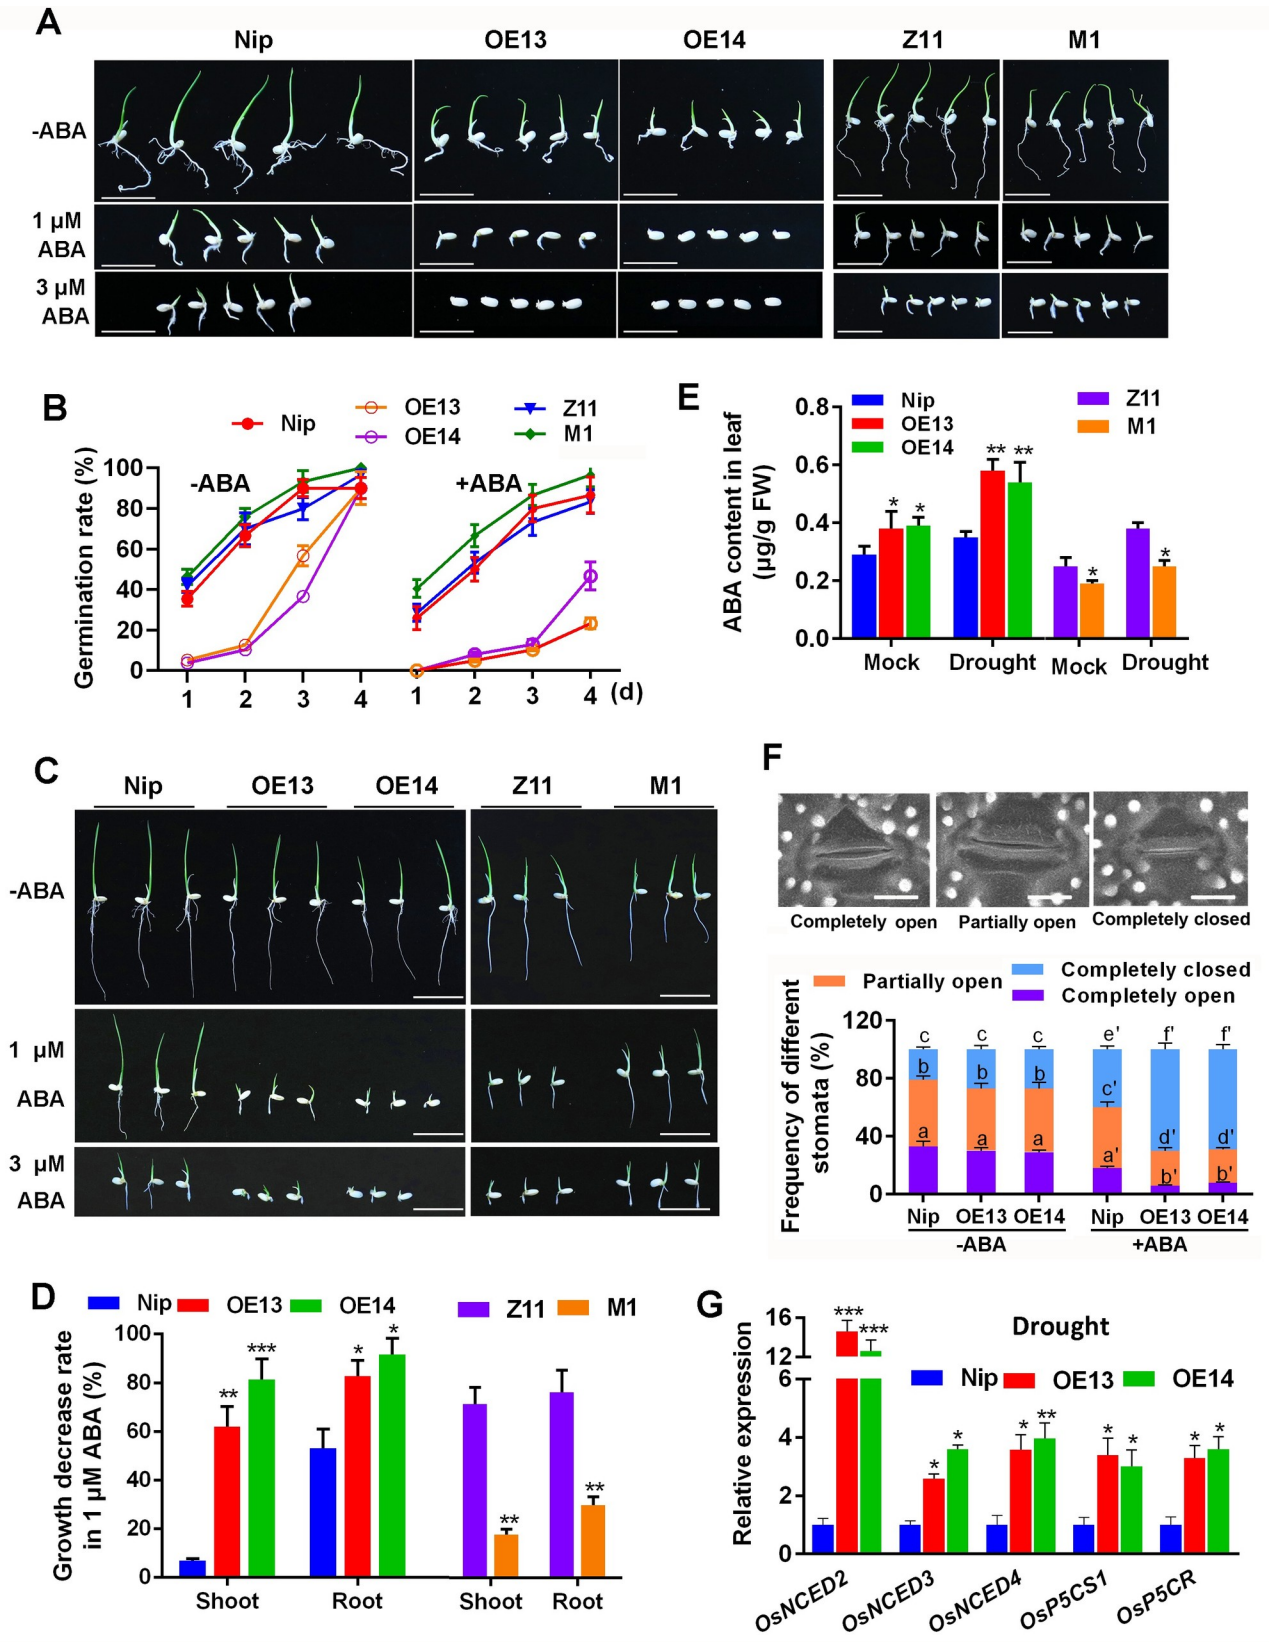 A
Nip OE13 OE14 Z11 M1
-ABA
1 μM
ABA
3 μM
ABA
B
Nip OE13 OE14 Z11 M1
Germination rate (%)
100
80
60
40
20
0
-ABA +ABA
1 2 3 4 1 2 3 4 (d)
E
Nip
OE13
OE14
Z11
M1
ABA content in leaf
(μg/g FW)
0.8
0.6
0.4
0.2
0.0
* * ** ** * *
Mock Drought Mock Drought
C
Nip OE13 OE14 Z11 M1
-ABA
1 μM
ABA
3 μM
ABA
F
Completely open Partially open Completely closed
Partially open
Completely closed
Completely open
Frequency of different
stomata (%)
120
80
40
0
c c c e' f' f'
b b b c' d' d'
a a a a' b' b'
Nip OE13 OE14 Nip OE13 OE14
-ABA +ABA
D
Nip OE13 OE14 Z11 M1
Growth decrease rate
in 1 μM ABA (%)
100
80
60
40
20
0
** *** * * ** **
Shoot Root Shoot Root
G
Drought
Nip OE13 OE14
Relative expression
16
12
6
4
2
0
*** *** * * * ** * * * *
OsNCED2 OsNCED3 OsNCED4 OsP5CS1 OsP5CR